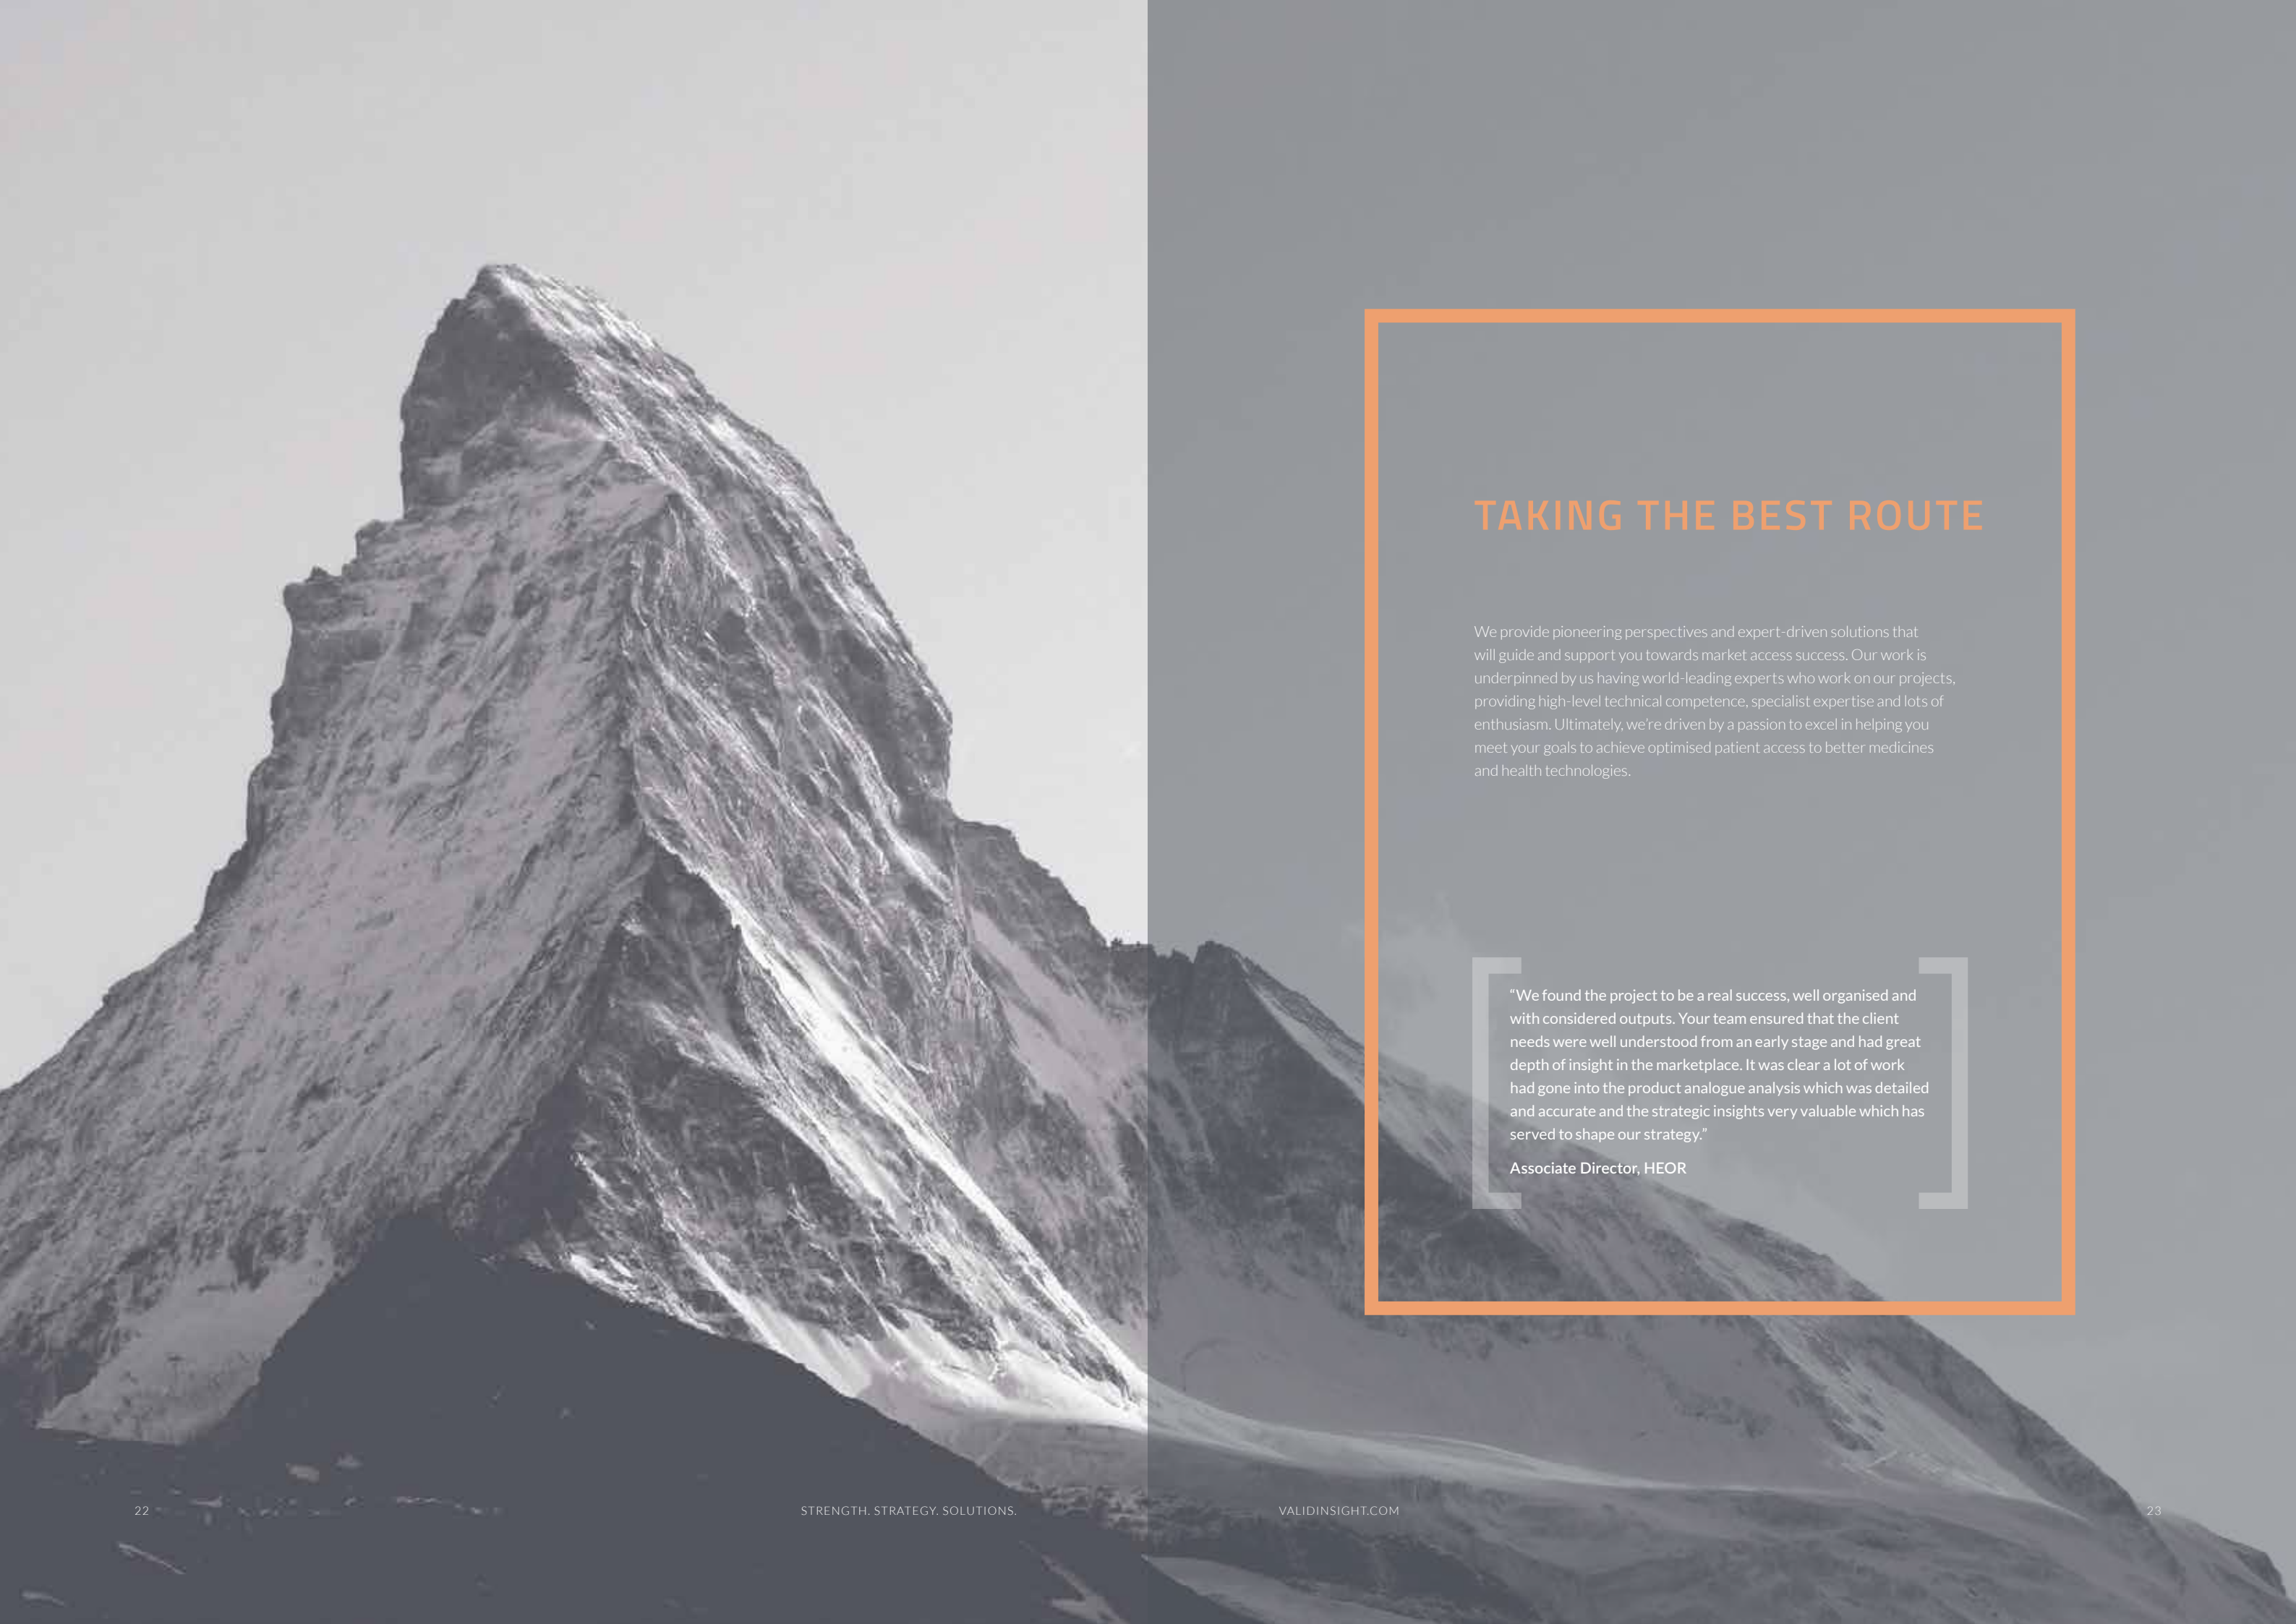 TAKING THE BEST ROUTE
We provide pioneering perspectives and expert-driven solutions that
will guide and support you towards market access success. Our work is
underpinned by us having world-leading experts who work on our projects,
providing high-level technical competence, specialist expertise and lots of
enthusiasm. Ultimately, we're driven by a passion to excel in helping you
meet your goals to achieve optimised patient access to better medicines
and health technologies.
“We found the project to be a real success, well organised and
with considered outputs. Your team ensured that the client
needs were well understood from an early stage and had great
depth of insight in the marketplace. It was clear a lot of work
had gone into the product analogue analysis which was detailed
and accurate and the strategic insights very valuable which has
served to shape our strategy.”
Associate Director, HEOR
22
STRENGTH. STRATEGY. SOLUTIONS.
VALIDINSIGHT.COM
23